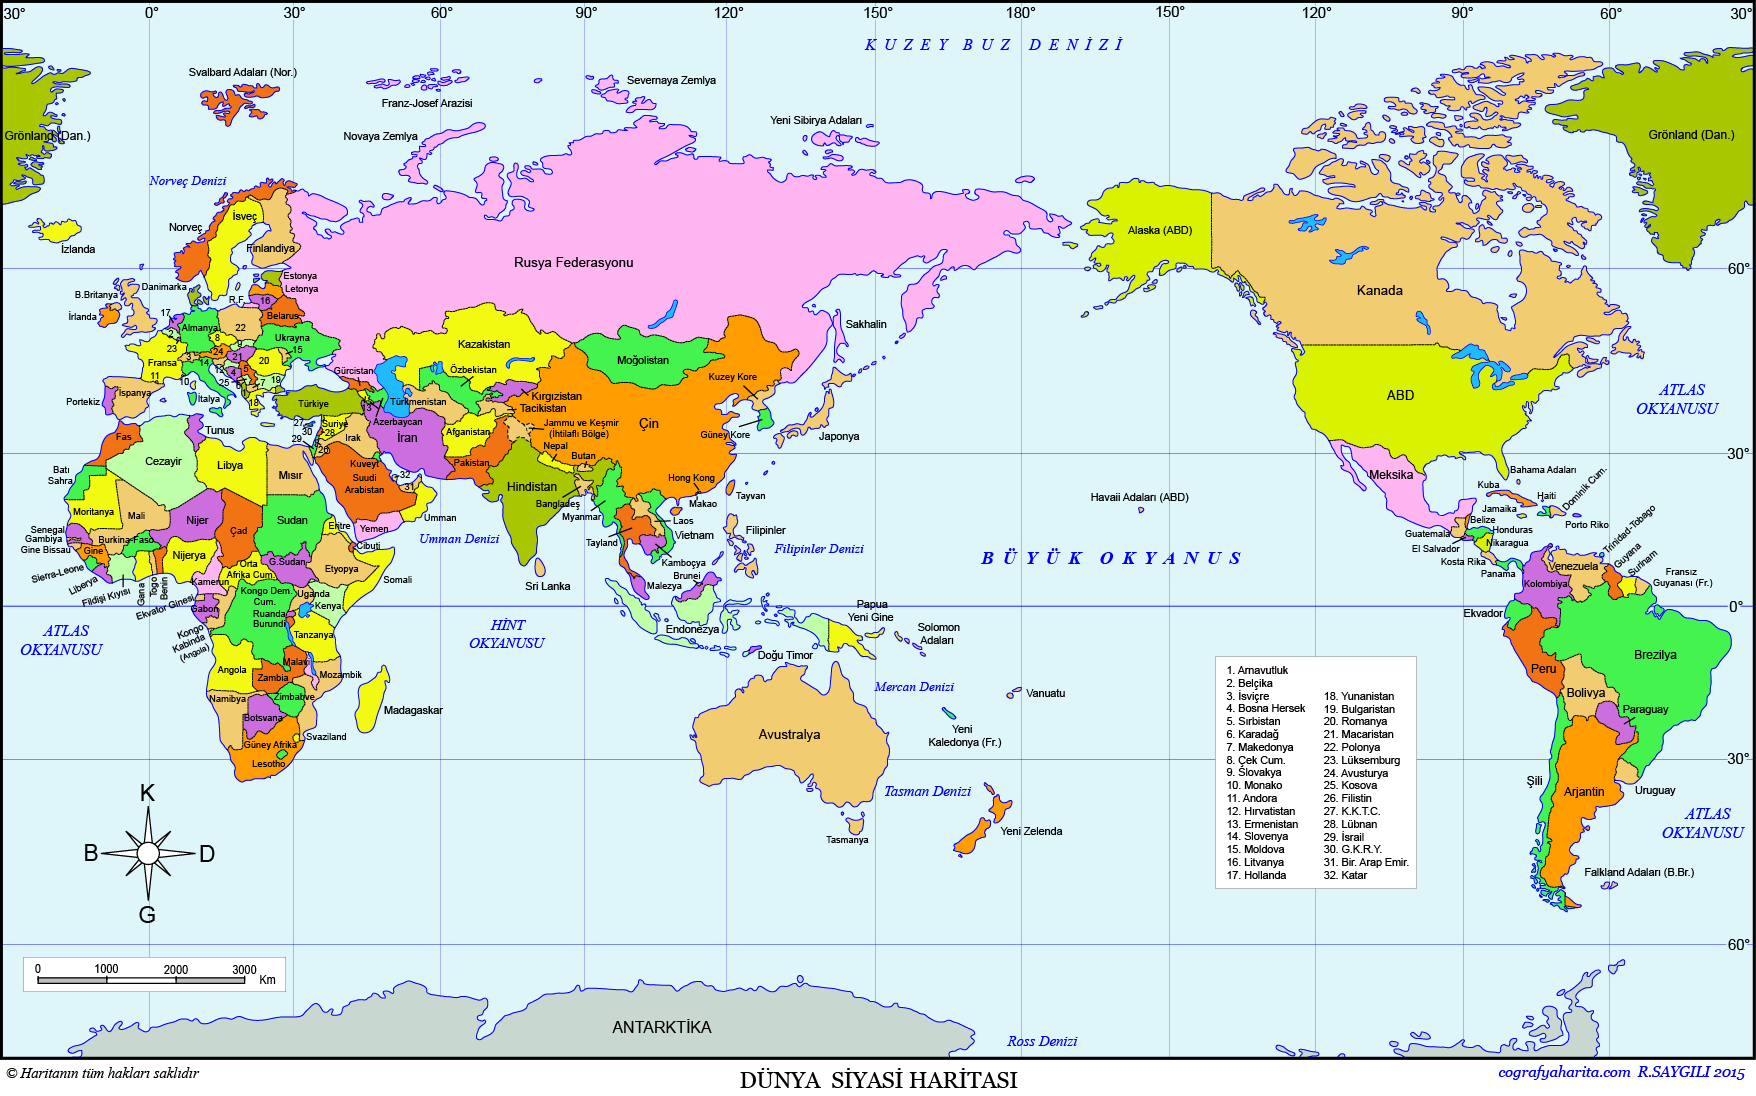 30° 0° 30° 60° 90° 120° 150° 180° 150° 120° 90° 60° 30°
KUZEY BUZ DENİZİ
Svalbard Adaları (Nor.)
Franz-Josef Arazisi
Severnaya Zemlya
Novaya Zemlya
Yeni Sibirya Adaları
Grönland (Dan.)
Grönland (Dan.)
Norveç Denizi
İzlanda
Norveç
İsveç
Finlandiya
Rusya Federasyonu
Alaska (ABD)
Kanada
60°
Estonya
Letonya
Danimarka
B.Britanya
R.F.
16
İrlanda
17
Belarus
Almanya
22
Ukrayna
2
8
23
9
15
24
21
Fransa
3
14
20
12
4
5
11
10
25
6
7
19
İspanya
Portekiz
İtalya
1
18
Sakhalin
Kazakistan
Moğolistan
Gürcistan
Özbekistan
Kuzey Kore
Türkiye
13
Türkmenistan
Kırgızistan
Tacikistan
Azerbaycan
Çin
Güney Kore
Japonya
ABD
ATLAS
OKYANUSU
Fas
Tunus
27
30
29
Suriye
28
26
Irak
İran
Afganistan
Jammu ve Keşmir
(İhtilaflı Bölge)
Nepal
Butan
30°
Cezayir
Libya
Mısır
Kuveyt
Suudi
Arabistan
32
31
Pakistan
Hindistan
Hong Kong
Makao
Tayvan
Batı
Sahra
Moritanya
Mali
Nijer
Çad
Sudan
Eritre
Yemen
Umman
Umman Denizi
Bangladeş
Myanmar
Laos
Vietnam
Tayland
Kamboçya
Filipinler
Filipinler Denizi
Havaii Adaları (ABD)
BÜYÜK OKYANUS
Meksika
Bahama Adaları
Kuba
Haiti
Dominik Cum.
Jamaika
Porto Riko
Belize
Honduras
Guatemala
Nikaragua
El Salvador
Kosta Rika
Panama
Trinidad-Tobago
Guyana
Surinam
Fransız
Guyanası (Fr.)
Venezuela
Kolombiya
Senegal
Gambiya
Gine Bissau
Gine
Burkina-Faso
Sierra-Leone
Liberya
Fildişi Kıyısı
Gana
Togo
Benin
Nijerya
Orta
Afrika Cum.
G.Sudan
Cibuti
Etyopya
Somali
Kamerun
Ekvator Ginesi
Gabon
Kongo
Kabinda
(Angola)
Kongo Dem.
Cum.
Uganda
Kenya
Ruanda
Burundi
Tanzanya
Sri Lanka
Malezya
Brunei
Endonezya
Papua
Yeni Gine
Solomon
Adaları
Doğu Timor
Ekvador
0°
ATLAS
OKYANUSU
HİNT
OKYANUSU
Angola
Zambia
Malavi
Mozambik
Namibya
Zimbabve
Botsvana
Madagaskar
Svaziland
Güney Afrika
Lesotho
Mercan Denizi
Vanuatu
Yeni
Kaledonya (Fr.)
Avustralya
Tasman Denizi
Tasmanya
Yeni Zelenda
Peru
Brezilya
Bolivya
Paraguay
30°
Şili
Arjantin
Uruguay
ATLAS
OKYANUSU
Falkland Adaları (B.Br.)
1. Arnavutluk
2. Belçika
3. İsviçre
4. Bosna Hersek
5. Sırbistan
6. Karadağ
7. Makedonya
8. Çek Cum.
9. Slovakya
10. Monako
11. Andora
12. Hırvatistan
13. Ermenistan
14. Slovenya
15. Moldova
16. Litvanya
17. Hollanda
18. Yunanistan
19. Bulgaristan
20. Romanya
21. Macaristan
22. Polonya
23. Lüksemburg
24. Avusturya
25. Kosova
26. Filistin
27. K.K.T.C.
28. Lübnan
29. İsrail
30. G.K.R.Y.
31. Bir. Arap Emir.
32. Katar
K
B D
G
60°
0 1000 2000 3000 Km
ANTARKTİKA
Ross Denizi
© Haritanın tüm hakları saklıdır
DÜNYA SİYASİ HARİTASI
cografyaharita.com R.SAYGILI 2015